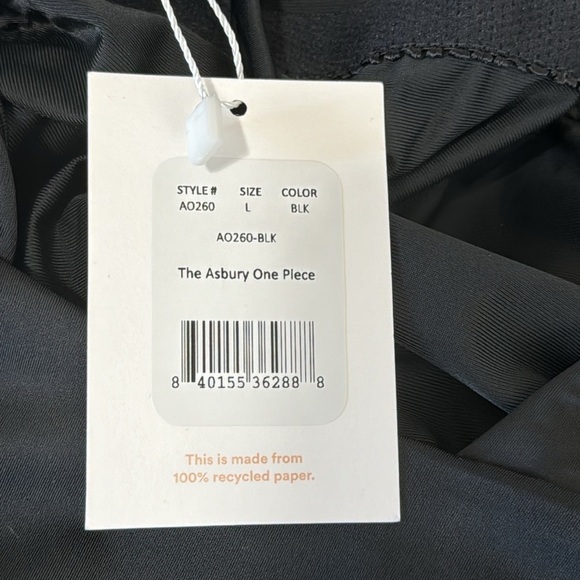 STYLE # SIZE COLOR
AO260 L BLK
AO260-BLK
The Asbury One Piece
8 40155 36288 8
This is made from
100% recycled paper.